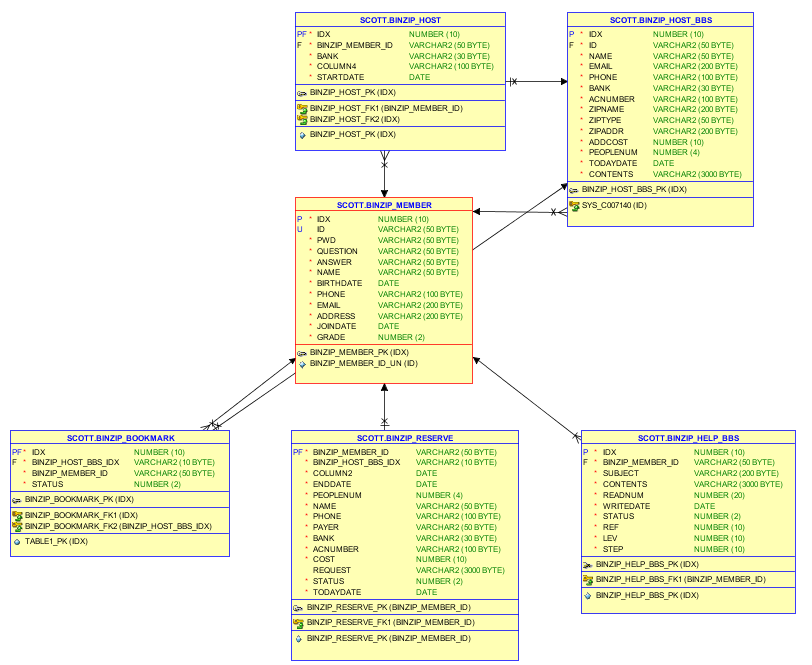 SCOTT.BINZIP_HOST
PF * IDX NUMBER (10)
F * BINZIP_MEMBER_ID VARCHAR2 (50 BYTE)
* BANK VARCHAR2 (30 BYTE)
* COLUMN4 VARCHAR2 (100 BYTE)
* STARTDATE DATE
BINZIP_HOST_PK (IDX)
BINZIP_HOST_FK1 (BINZIP_MEMBER_ID)
BINZIP_HOST_FK2 (IDX)
BINZIP_HOST_PK (IDX)
SCOTT.BINZIP_HOST_BBS
P * IDX NUMBER (10)
F * ID VARCHAR2 (50 BYTE)
* NAME VARCHAR2 (50 BYTE)
* EMAIL VARCHAR2 (200 BYTE)
* PHONE VARCHAR2 (100 BYTE)
* BANK VARCHAR2 (30 BYTE)
* ACNUMBER VARCHAR2 (100 BYTE)
* ZIPNAME VARCHAR2 (200 BYTE)
* ZIPTYPE VARCHAR2 (50 BYTE)
* ZIPADDR VARCHAR2 (200 BYTE)
* ADDCOST NUMBER (10)
* PEOPLENUM NUMBER (4)
* TODAYDATE DATE
* CONTENTS VARCHAR2 (3000 BYTE)
BINZIP_HOST_BBS_PK (IDX)
SYS_C007140 (ID)
SCOTT.BINZIP_MEMBER
P * IDX NUMBER (10)
U ID VARCHAR2 (50 BYTE)
* PWD VARCHAR2 (50 BYTE)
* QUESTION VARCHAR2 (50 BYTE)
* ANSWER VARCHAR2 (50 BYTE)
* NAME VARCHAR2 (50 BYTE)
* BIRTHDATE DATE
* PHONE VARCHAR2 (100 BYTE)
* EMAIL VARCHAR2 (200 BYTE)
* ADDRESS VARCHAR2 (200 BYTE)
* JOINDATE DATE
* GRADE NUMBER (2)
BINZIP_MEMBER_PK (IDX)
BINZIP_MEMBER_ID_UN (ID)
SCOTT.BINZIP_BOOKMARK
PF * IDX NUMBER (10)
F * BINZIP_HOST_BBS_IDX VARCHAR2 (10 BYTE)
* BINZIP_MEMBER_ID VARCHAR2 (50 BYTE)
* STATUS NUMBER (2)
BINZIP_BOOKMARK_PK (IDX)
BINZIP_BOOKMARK_FK1 (IDX)
BINZIP_BOOKMARK_FK2 (BINZIP_HOST_BBS_IDX)
TABLE1_PK (IDX)
SCOTT.BINZIP_RESERVE
PF * BINZIP_MEMBER_ID VARCHAR2 (50 BYTE)
* BINZIP_HOST_BBS_IDX VARCHAR2 (10 BYTE)
* COLUMN2 DATE
* ENDDATE DATE
* PEOPLENUM NUMBER (4)
* NAME VARCHAR2 (50 BYTE)
* PHONE VARCHAR2 (100 BYTE)
* PAYER VARCHAR2 (50 BYTE)
* BANK VARCHAR2 (30 BYTE)
* ACNUMBER VARCHAR2 (100 BYTE)
* COST NUMBER (10)
REQUEST VARCHAR2 (3000 BYTE)
* STATUS NUMBER (2)
* TODAYDATE DATE
BINZIP_RESERVE_PK (BINZIP_MEMBER_ID)
BINZIP_RESERVE_FK1 (BINZIP_MEMBER_ID)
BINZIP_RESERVE_PK (BINZIP_MEMBER_ID)
SCOTT.BINZIP_HELP_BBS
P * IDX NUMBER (10)
F * BINZIP_MEMBER_ID VARCHAR2 (50 BYTE)
* SUBJECT VARCHAR2 (200 BYTE)
* CONTENTS VARCHAR2 (3000 BYTE)
* READNUM NUMBER (20)
* WRITEDATE DATE
* STATUS NUMBER (2)
* REF NUMBER (10)
* LEV NUMBER (10)
* STEP NUMBER (10)
BINZIP_HELP_BBS_PK (IDX)
BINZIP_HELP_BBS_FK1 (BINZIP_MEMBER_ID)
BINZIP_HELP_BBS_PK (IDX)